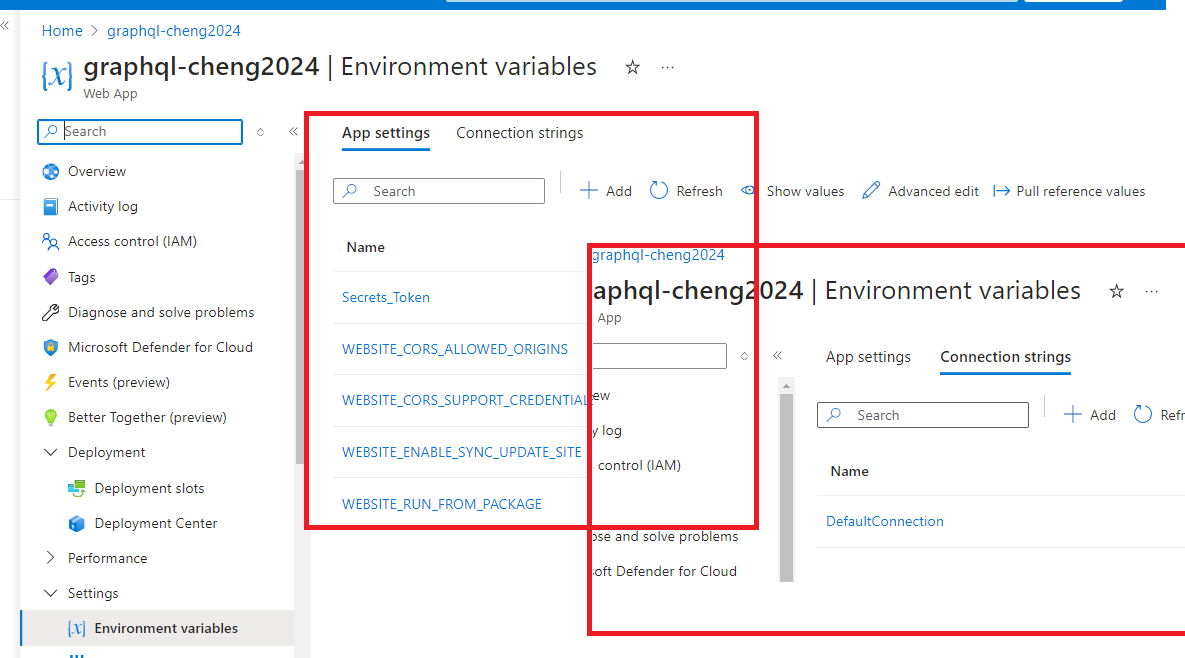 Home > graphql-cheng2024
graphql-cheng2024 | Environment variables
Web App
Search
Overview
Activity log
Access control (IAM)
Tags
Diagnose and solve problems
Microsoft Defender for Cloud
Events (preview)
Better Together (preview)
Deployment
Deployment slots
Deployment Center
Performance
Settings
Environment variables
App settings Connection strings
Search Add Refresh Show values Advanced edit Pull reference values
Name
Secrets_Token
WEBSITE_CORS_ALLOWED_ORIGINS
WEBSITE_CORS_SUPPORT_CREDENTIAL
WEBSITE_ENABLE_SYNC_UPDATE_SITE
WEBSITE_RUN_FROM_PACKAGE
graphql-cheng2024
aphql-cheng2024 | Environment variables
App
ew
y log
control (IAM)
ose and solve problems
soft Defender for Cloud
App settings Connection strings
Search Add Refr
Name
DefaultConnection